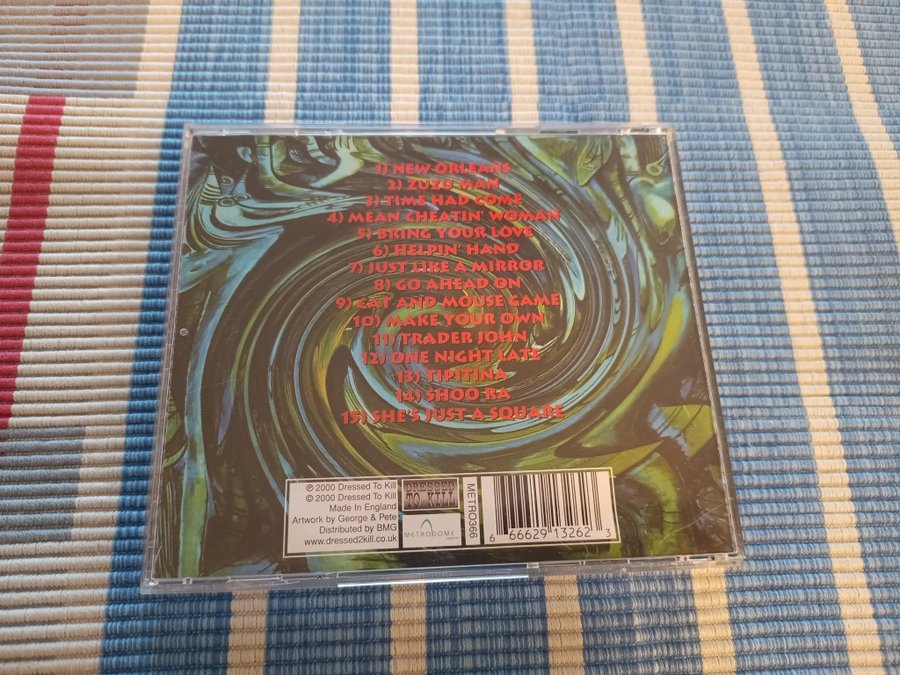 1) NEW ORLEANS
2) ZUZU MAN
3) TIME HAD COME
4) MEAN CHEATIN' WOMAN
5) BRING YOUR LOVE
6) HELPIN' HAND
7) JUST LIKE A MIRROR
8) GO AHEAD ON
9) CAT AND MOUSE GAME
10) MAKE YOUR OWN
11) TRADER JOHN
12) ONE NIGHT LATE
13) TIPITINA
14) SHOO RA
15) SHE'S JUST A SQUARE
℗ 2000 Dressed To Kill
© 2000 Dressed To Kill
Made In England
Artwork by George & Pete
Distributed by BMG
www.dressed2kill.co.uk
DRESSED
TO KILL
METRODOME
METRO366
6 66629 13262 3